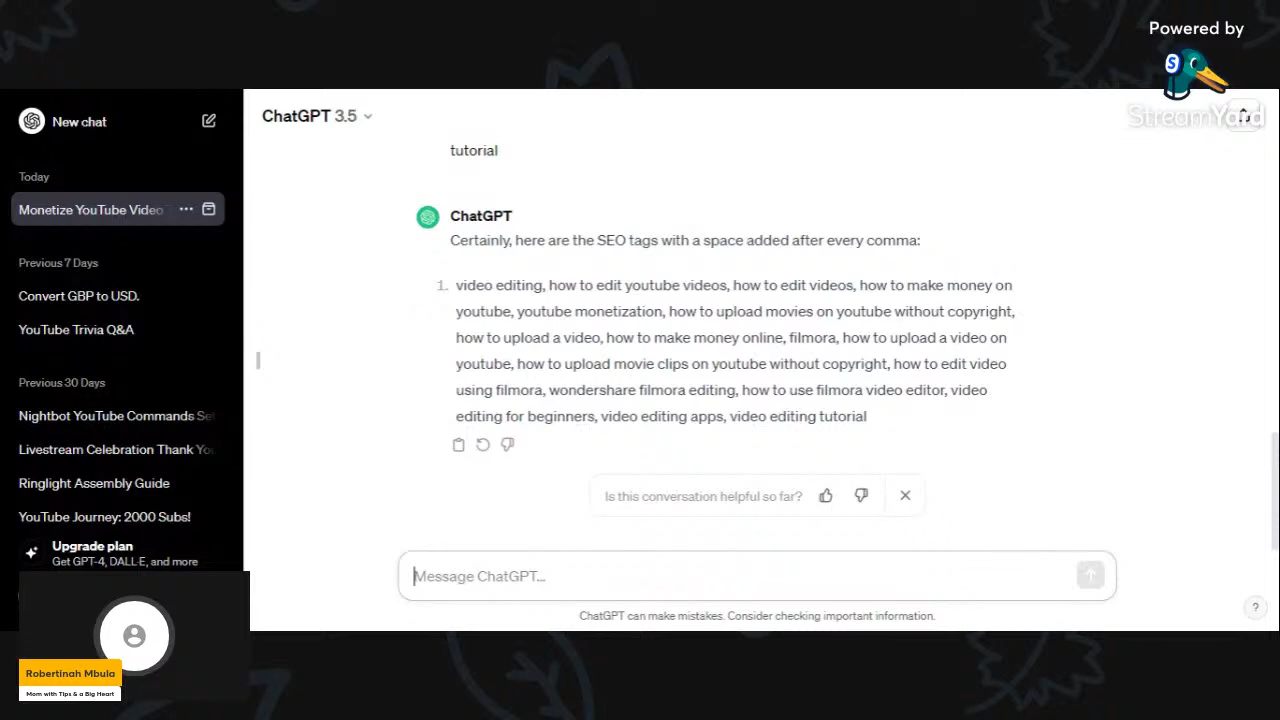 Powered by
S
StreamYard
New chat
Today
Monetize YouTube Video
Previous 7 Days
Convert GBP to USD.
YouTube Trivia Q&A
Previous 30 Days
Nightbot YouTube Commands Se
Livestream Celebration Thank Yo
Ringlight Assembly Guide
YouTube Journey: 2000 Subs!
Upgrade plan
Get GPT-4, DALL·E, and more
Robertinah Mbula
Mom with Tips & a Big Heart
ChatGPT 3.5
tutorial
ChatGPT
Certainly, here are the SEO tags with a space added after every comma:
1. video editing, how to edit youtube videos, how to edit videos, how to make money on
youtube, youtube monetization, how to upload movies on youtube without copyright,
how to upload a video, how to make money online, filmora, how to upload a video on
youtube, how to upload movie clips on youtube without copyright, how to edit video
using filmora, wondershare filmora editing, how to use filmora video editor, video
editing for beginners, video editing apps, video editing tutorial
Is this conversation helpful so far?
Message ChatGPT...
ChatGPT can make mistakes. Consider checking important information.
?